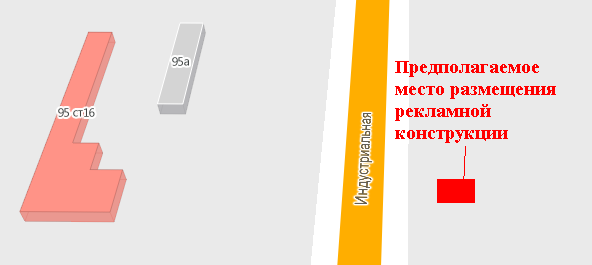 95а
95 ст16
Индустриальная
Предполагаемое
место размещения
рекламной
конструкции